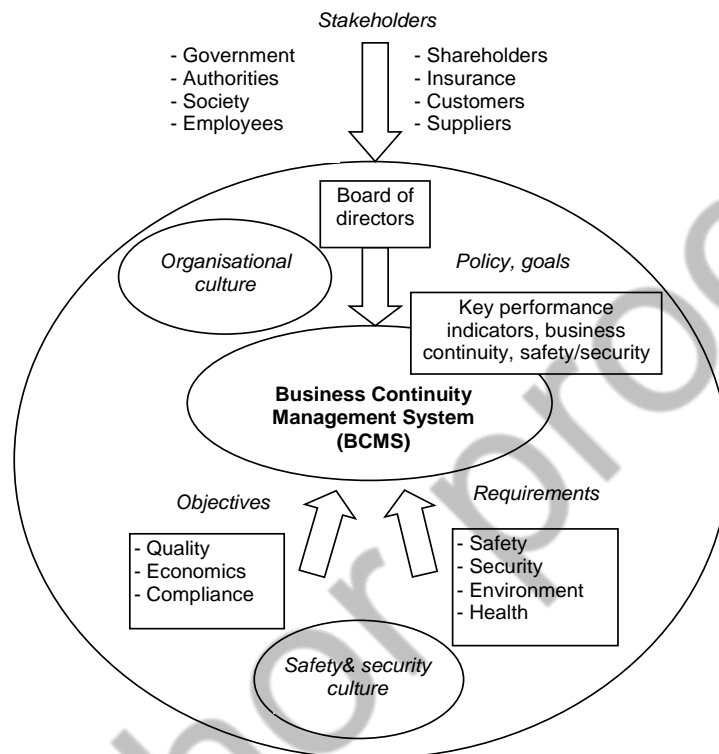 Stakeholders
- Government
- Authorities
- Society
- Employees
- Shareholders
- Insurance
- Customers
- Suppliers
Board of
directors
Organisational
culture
Policy, goals
Key performance
indicators, business
continuity, safety/security
Business Continuity
Management System
(BCMS)
Objectives
Requirements
- Quality
- Economics
- Compliance
- Safety
- Security
- Environment
- Health
Safety& security
culture